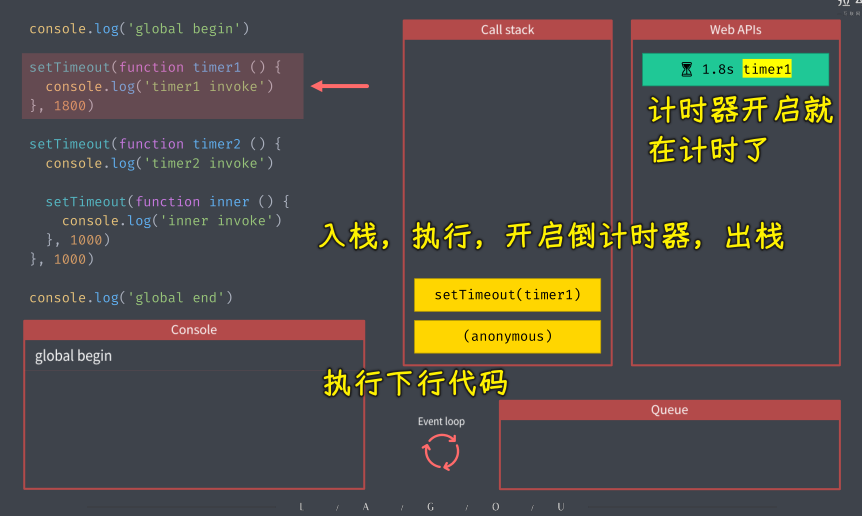 console.log('global begin')
setTimeout(function timer1 () {
console.log('timer1 invoke')
}, 1800)
setTimeout(function timer2 () {
console.log('timer2 invoke')
setTimeout(function inner () {
console.log('inner invoke')
}, 1000)
}, 1000)
console.log('global end')
Call stack
Web APIs
1.8s timer1
计时器开启就
在计时了
入栈，执行，开启倒计时器，出栈
setTimeout(timer1)
(anonymous)
Console
global begin
执行下行代码
Event loop
Queue
L / A / G / O / U